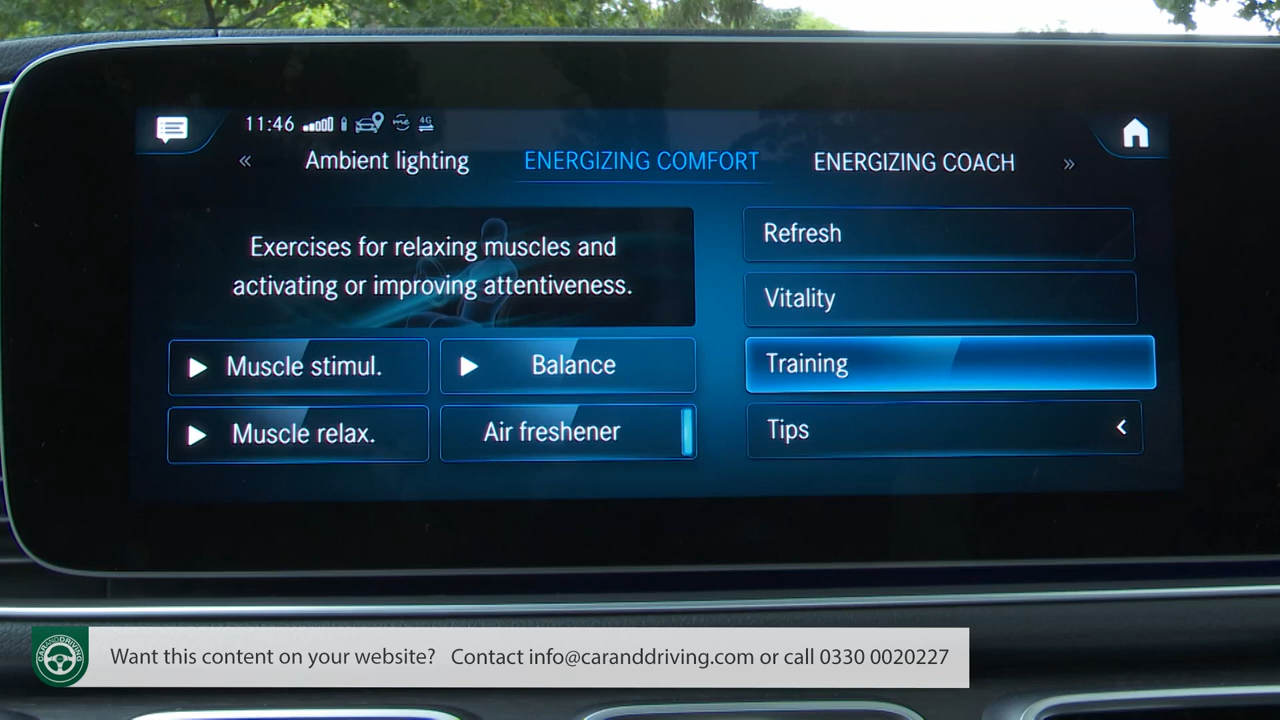 11:46 4G
« Ambient lighting ENERGIZING COMFORT ENERGIZING COACH »
Exercises for relaxing muscles and
activating or improving attentiveness.
Muscle stimul.
Balance
Muscle relax.
Air freshener
Refresh
Vitality
Training
Tips
CARANDDRIVING
Want this content on your website? Contact info@caranddriving.com or call 0330 0020227